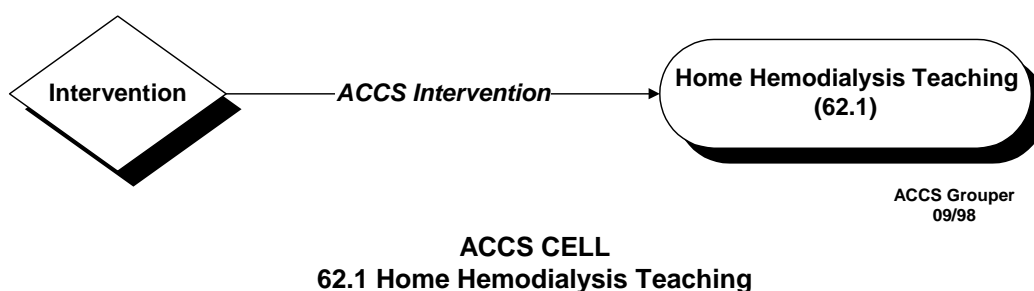 Intervention
ACCS Intervention
Home Hemodialysis Teaching
(62.1)
ACCS Grouper
09/98
ACCS CELL
62.1 Home Hemodialysis Teaching